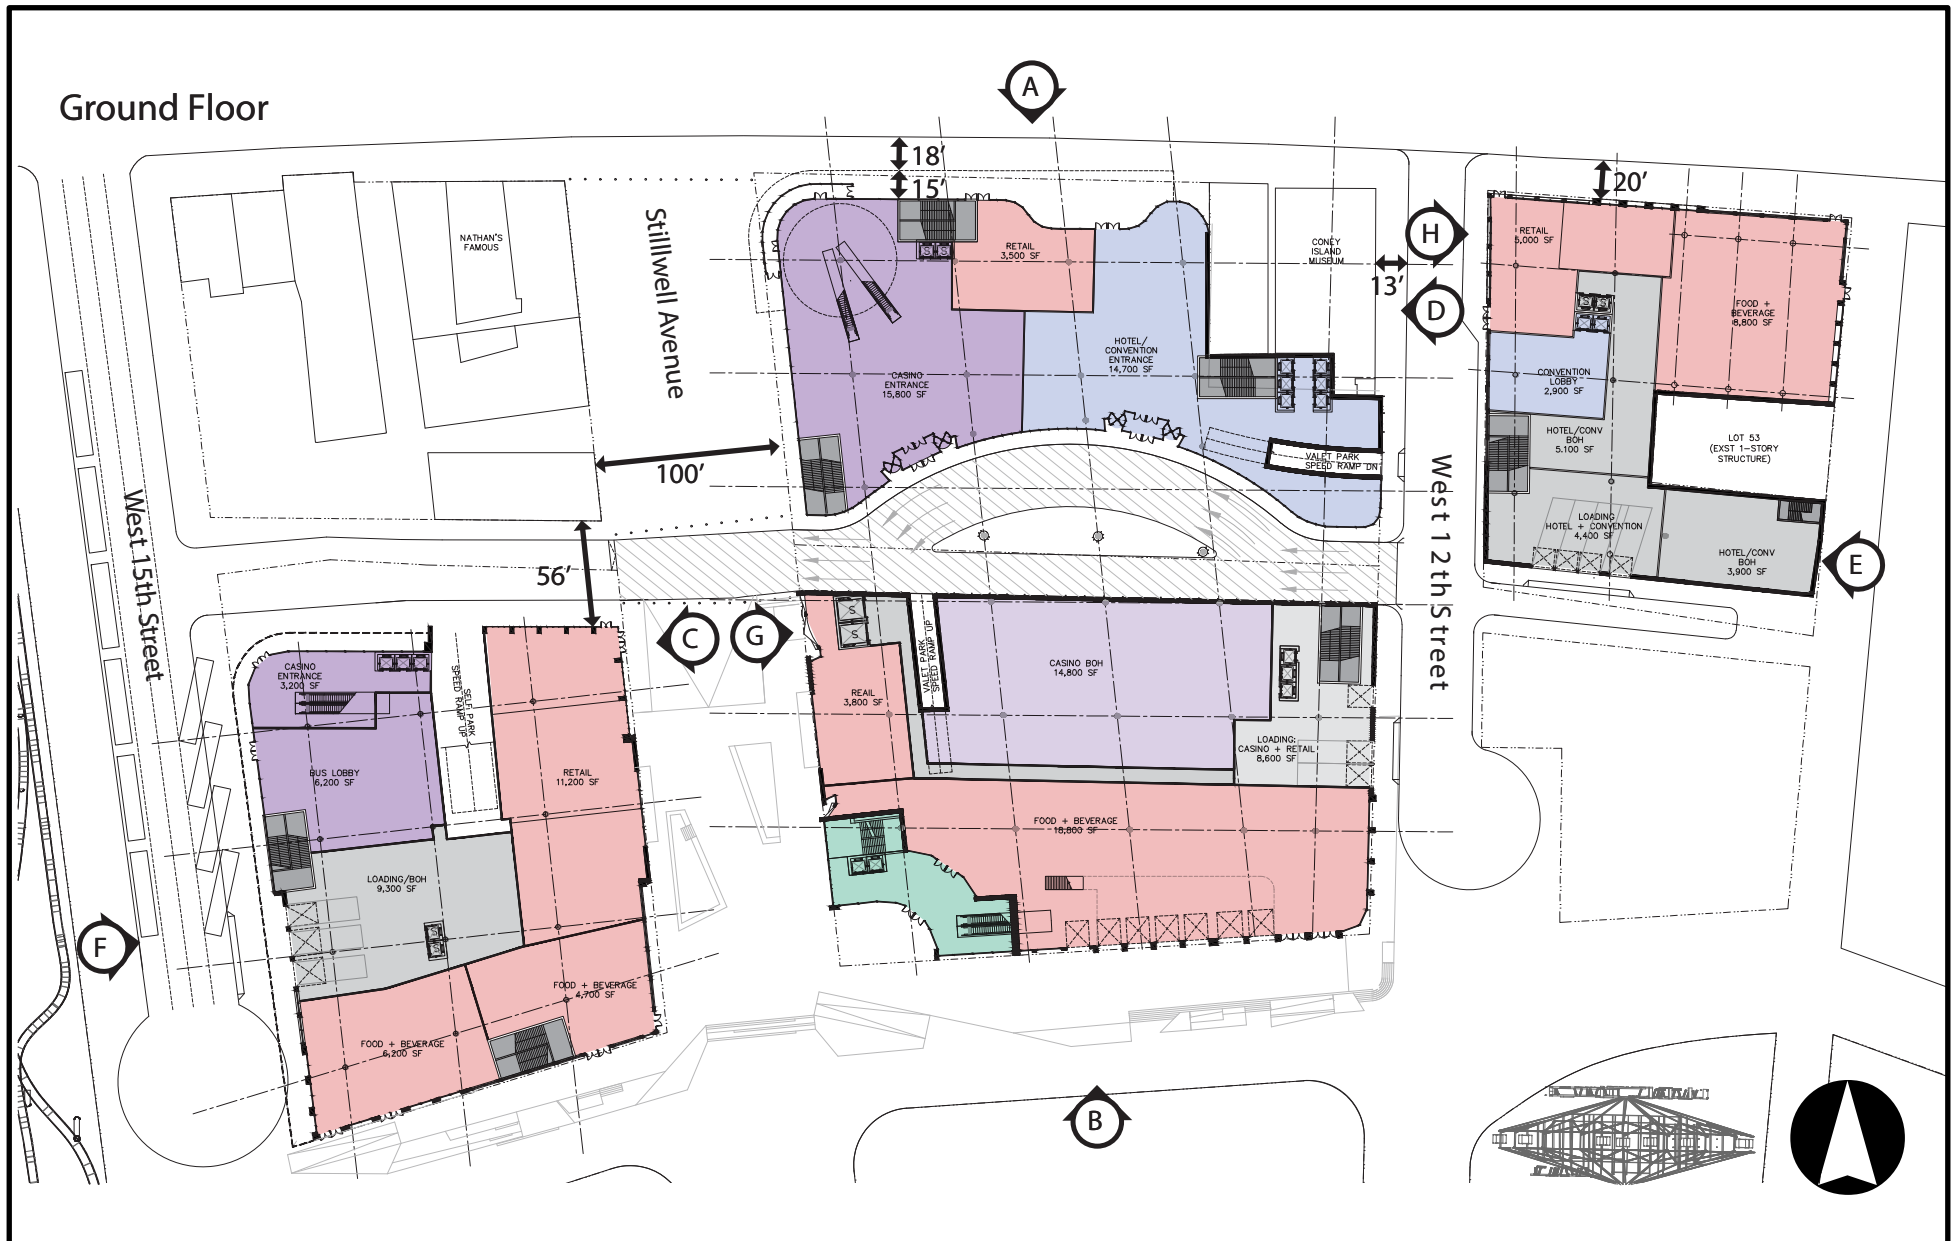 Ground Floor
A
18’
15’
20’
Stillwell Avenue
NATHAN'S
FAMOUS
RETAIL
3,500 SF
CONEY
ISLAND
MUSEUM
H
13’
D
RETAIL
5,000 SF
S S
S S
FOOD +
BEVERAGE
8,800 SF
HOTEL/
CONVENTION
ENTRANCE
14,700 SF
CASINO
ENTRANCE
15,800 SF
CONVENTION
LOBBY
2,900 SF
HOTEL/CONV
BOH
5.100 SF
LOT 53
(EXST 1-STORY
STRUCTURE)
100’
VALET PARK
SPEED RAMP DN
West 12th Street
West 15th Street
LOADING
HOTEL + CONVENTION
4,400 SF
HOTEL/CONV
BOH
3,900 SF
E
56’
C
G
S
S
VALET PARK
SPEED RAMP UP
CASINO BOH
14,800 SF
CASINO
ENTRANCE
3,200 SF
SELF PARK
SPEED RAMP UP
REAIL
3,800 SF
LOADING:
CASINO + RETAIL
8,600 SF
BUS LOBBY
6,200 SF
RETAIL
11,200 SF
FOOD + BEVERAGE
18,800 SF
LOADING/BOH
9,300 SF
S
S
F
FOOD + BEVERAGE
4,700 SF
FOOD + BEVERAGE
6,200 SF
B